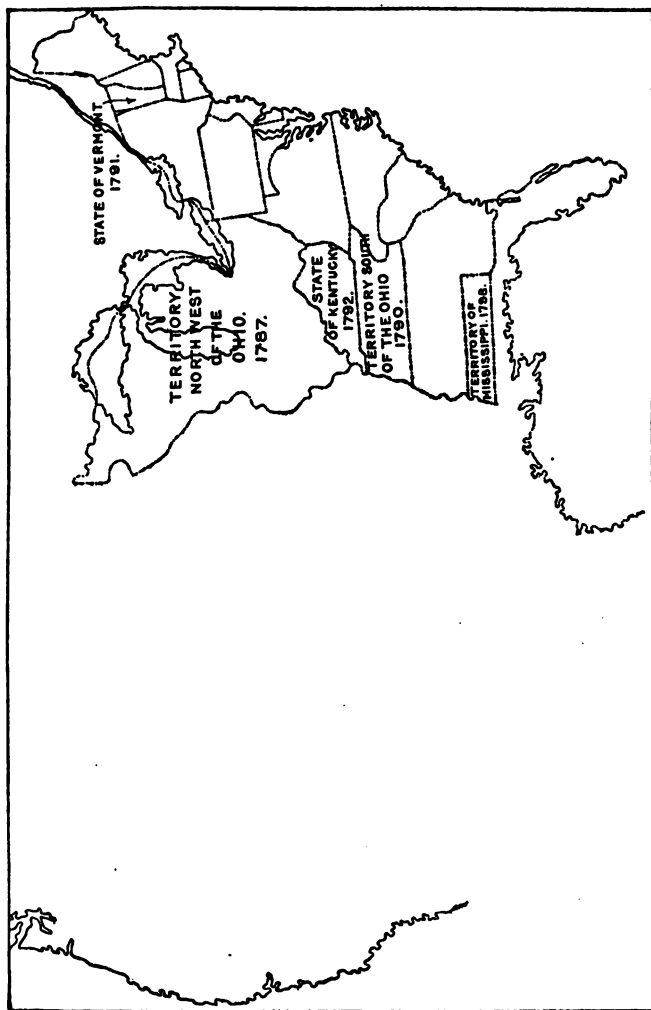 STATE OF VERMONT
1791.
TERRITORY
NORTH WEST
OF THE
OHIO.
1787.
STATE
OF KENTUCKY
1792.
TERRITORY SOUTH
OF THE OHIO
1790.
TERRITORY OF
MISSISSIPPI. 1798.